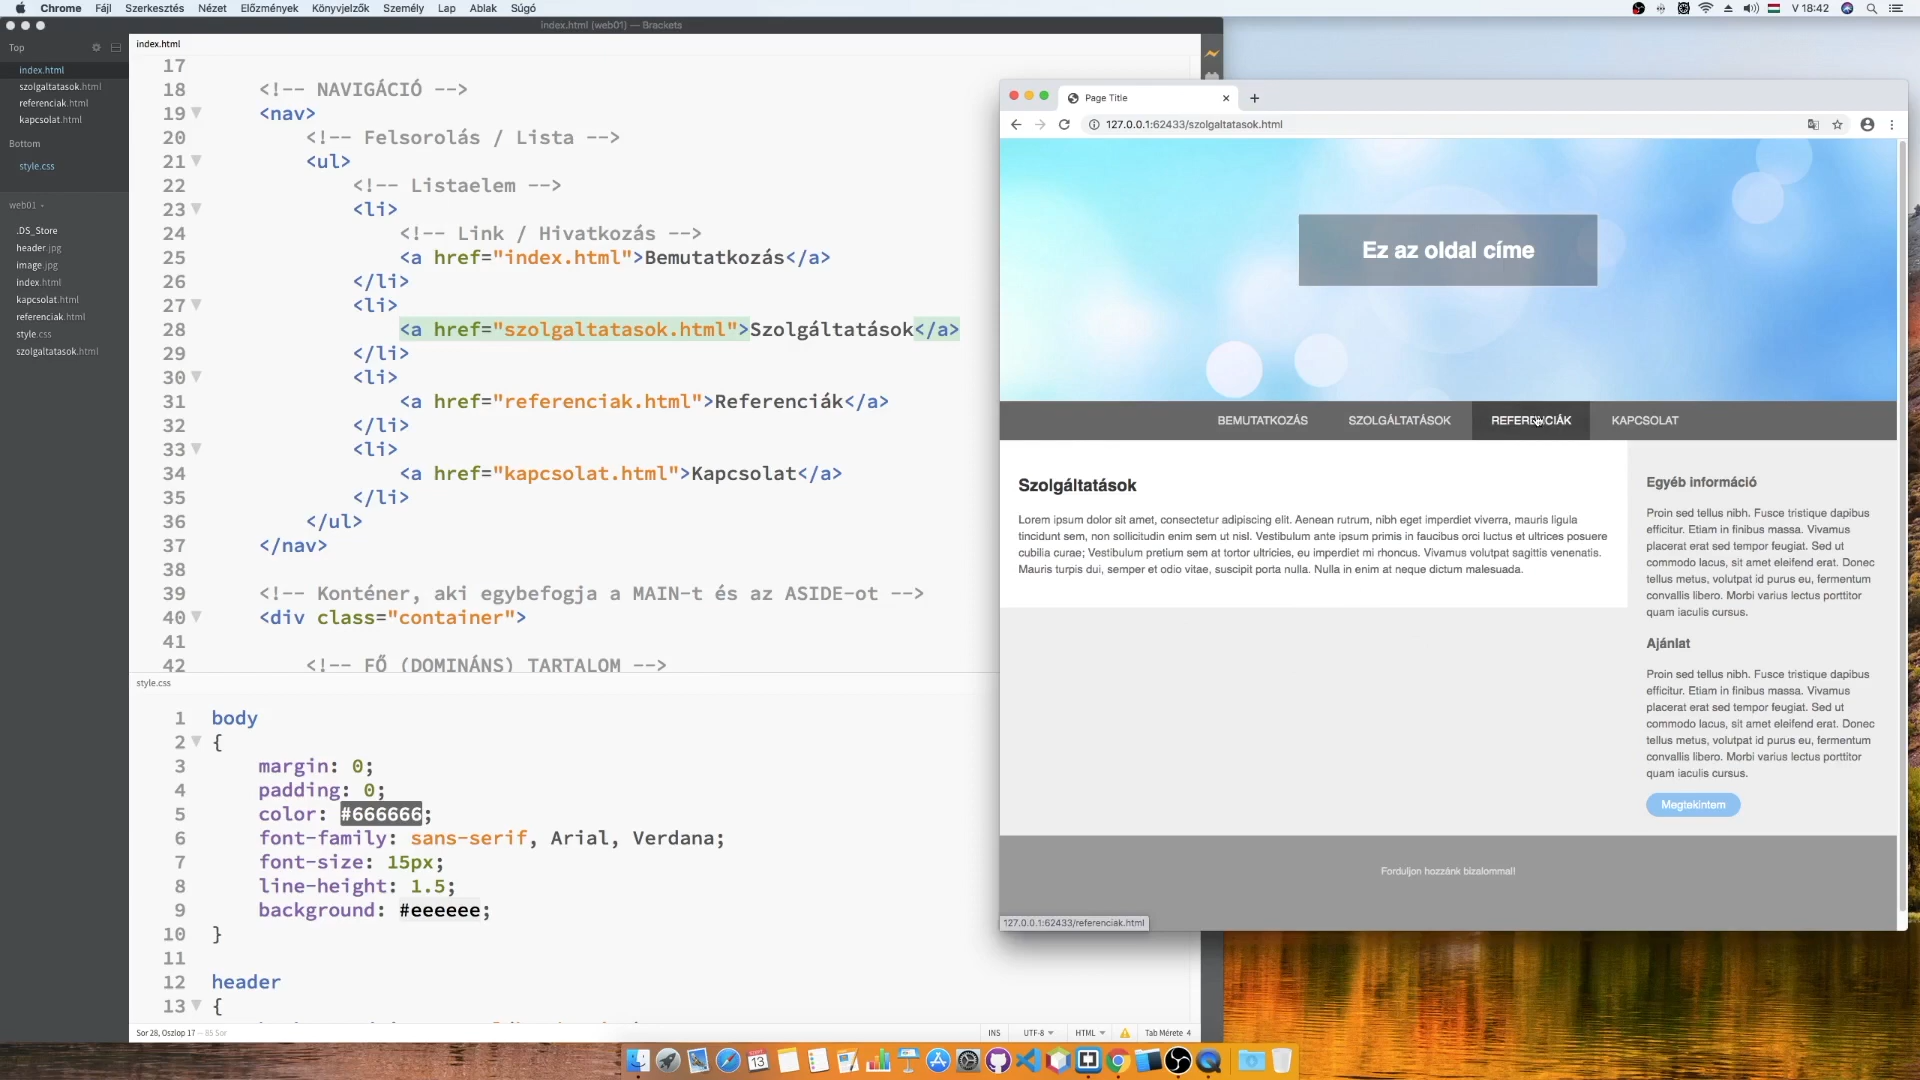 Chrome Fájl Szerkesztés Nézet Előzmények Könyvjelzők Személy Lap Ablak Súgó
V 18:42
index.html (web01) — Brackets
Top
index.html
szolgaltatasok.html
referenciak.html
kapcsolat.html
Bottom
style.css
web01
.DS_Store
header.jpg
image.jpg
index.html
kapcsolat.html
referenciak.html
style.css
szolgaltatasok.html
index.html
17
18 <!-- NAVIGÁCIÓ -->
19 <nav>
20 <!-- Felsorolás / Lista -->
21 <ul>
22 <!-- Listaelem -->
23 <li>
24 <!-- Link / Hivatkozás -->
25 <a href="index.html">Bemutatkozás</a>
26 </li>
27 <li>
28 <a href="szolgaltatasok.html">Szolgáltatások</a>
29 </li>
30 <li>
31 <a href="referenciak.html">Referenciák</a>
32 </li>
33 <li>
34 <a href="kapcsolat.html">Kapcsolat</a>
35 </li>
36 </ul>
37 </nav>
38
39 <!-- Konténer, aki egybefogja a MAIN-t és az ASIDE-ot -->
40 <div class="container">
41
42 <!-- FŐ (DOMINÁNS) TARTALOM -->
style.css
1 body
2 {
3 margin: 0;
4 padding: 0;
5 color: #666666;
6 font-family: sans-serif, Arial, Verdana;
7 font-size: 15px;
8 line-height: 1.5;
9 background: #eeeeee;
10 }
11
12 header
13 {
Sor 28, Oszlop 17 — 85 Sor
INS UTF-8 HTML Tab Mérete 4
Page Title
127.0.0.1:62433/szolgaltatasok.html
Ez az oldal címe
BEMUTATKOZÁS SZOLGÁLTATÁSOK REFERENCIÁK KAPCSOLAT
Szolgáltatások
Lorem ipsum dolor sit amet, consectetur adipiscing elit. Aenean rutrum, nibh eget imperdiet viverra, mauris ligula
tincidunt sem, non sollicitudin enim sem ut nisl. Vestibulum ante ipsum primis in faucibus orci luctus et ultrices posuere
cubilia curae; Vestibulum pretium sem at tortor ultricies, eu imperdiet mi rhoncus. Vivamus volutpat sagittis venenatis.
Mauris turpis dui, semper et odio vitae, suscipit porta nulla. Nulla in enim at neque dictum malesuada.
Egyéb információ
Proin sed tellus nibh. Fusce tristique dapibus
efficitur. Etiam in finibus massa. Vivamus
placerat erat sed tempor feugiat. Sed ut
commodo lacus, sit amet eleifend erat. Donec
tellus metus, volutpat id purus eu, fermentum
convallis libero. Morbi varius lectus porttitor
quam iaculis cursus.
Ajánlat
Proin sed tellus nibh. Fusce tristique dapibus
efficitur. Etiam in finibus massa. Vivamus
placerat erat sed tempor feugiat. Sed ut
commodo lacus, sit amet eleifend erat. Donec
tellus metus, volutpat id purus eu, fermentum
convallis libero. Morbi varius lectus porttitor
quam iaculis cursus.
Megtekintem
Forduljon hozzánk bizalommal!
127.0.0.1:62433/referenciak.html
13